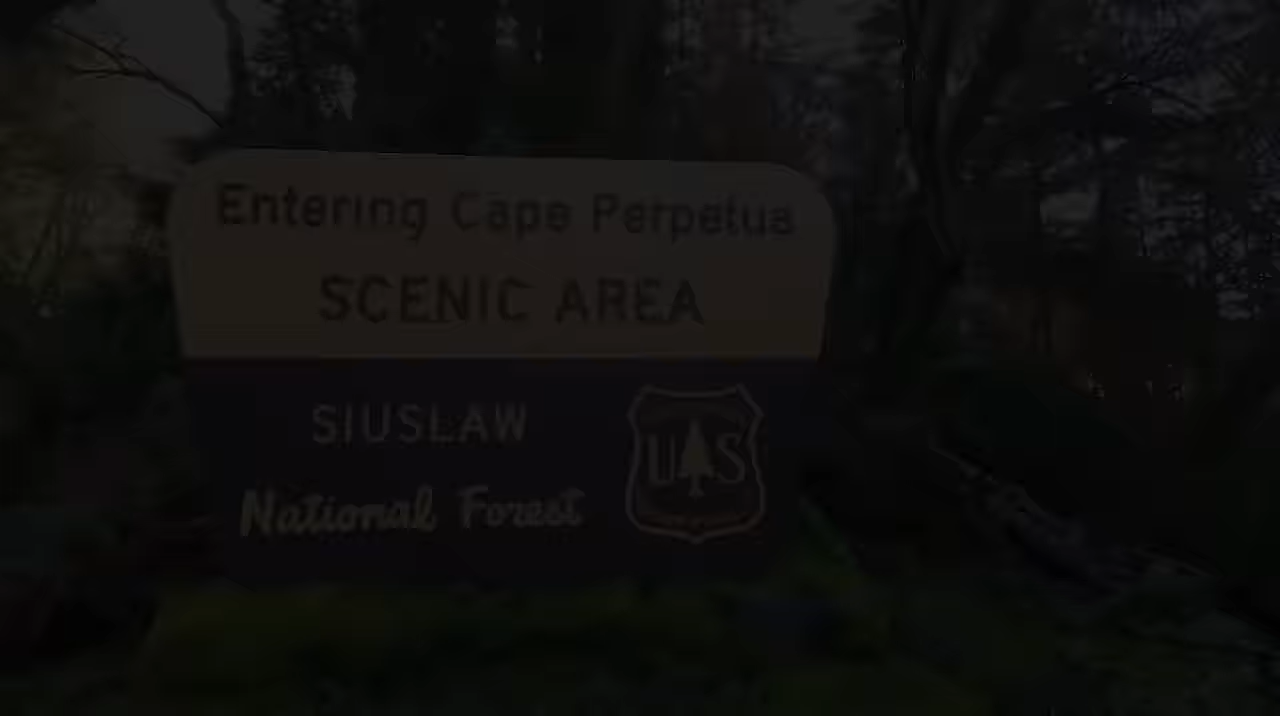 Entering Cape Perpetua
SCENIC AREA
SIUSLAW
National Forest
U S